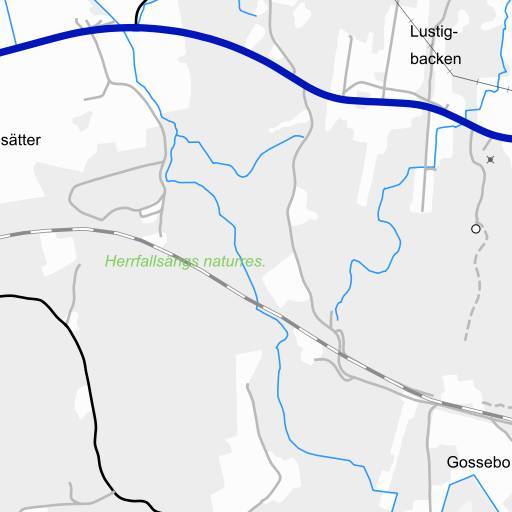 Lustig-
backen
sätter
Herrfallsängs naturres.
Gossebo